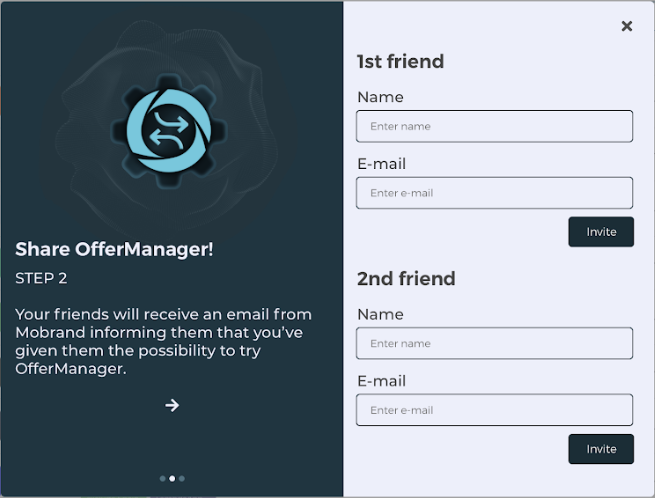 Share OfferManager!
STEP 2
Your friends will receive an email from
Mobrand informing them that you've
given them the possibility to try
OfferManager.
1st friend
Name
Enter name
E-mail
Enter e-mail
Invite
2nd friend
Name
Enter name
E-mail
Enter e-mail
Invite